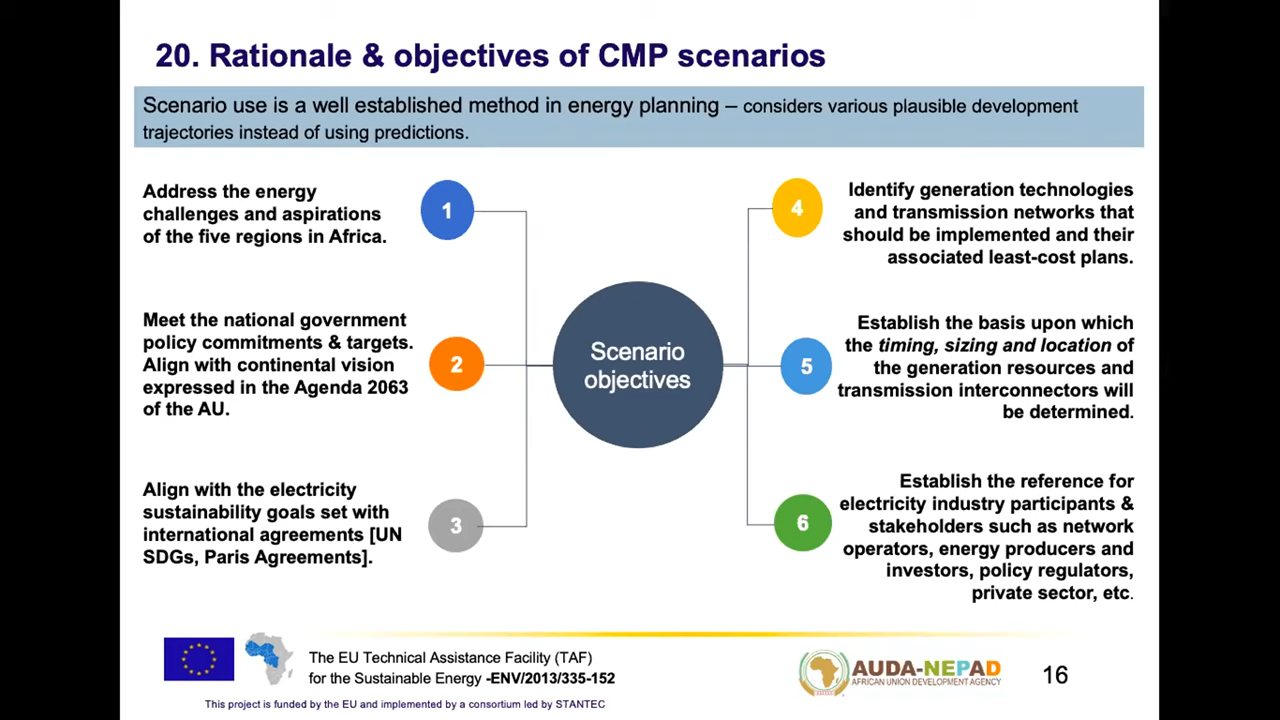 20. Rationale & objectives of CMP scenarios
Scenario use is a well established method in energy planning – considers various plausible development
trajectories instead of using predictions.
Address the energy
challenges and aspirations
of the five regions in Africa.
1
Meet the national government
policy commitments & targets.
Align with continental vision
expressed in the Agenda 2063
of the AU.
2
Align with the electricity
sustainability goals set with
international agreements [UN
SDGs, Paris Agreements].
3
Scenario
objectives
4
Identify generation technologies
and transmission networks that
should be implemented and their
associated least-cost plans.
5
Establish the basis upon which
the timing, sizing and location of
the generation resources and
transmission interconnectors will
be determined.
6
Establish the reference for
electricity industry participants &
stakeholders such as network
operators, energy producers and
investors, policy regulators,
private sector, etc.
The EU Technical Assistance Facility (TAF)
for the Sustainable Energy -ENV/2013/335-152
This project is funded by the EU and implemented by a consortium led by STANTEC
AUDA-NEPAD
AFRICAN UNION DEVELOPMENT AGENCY
16